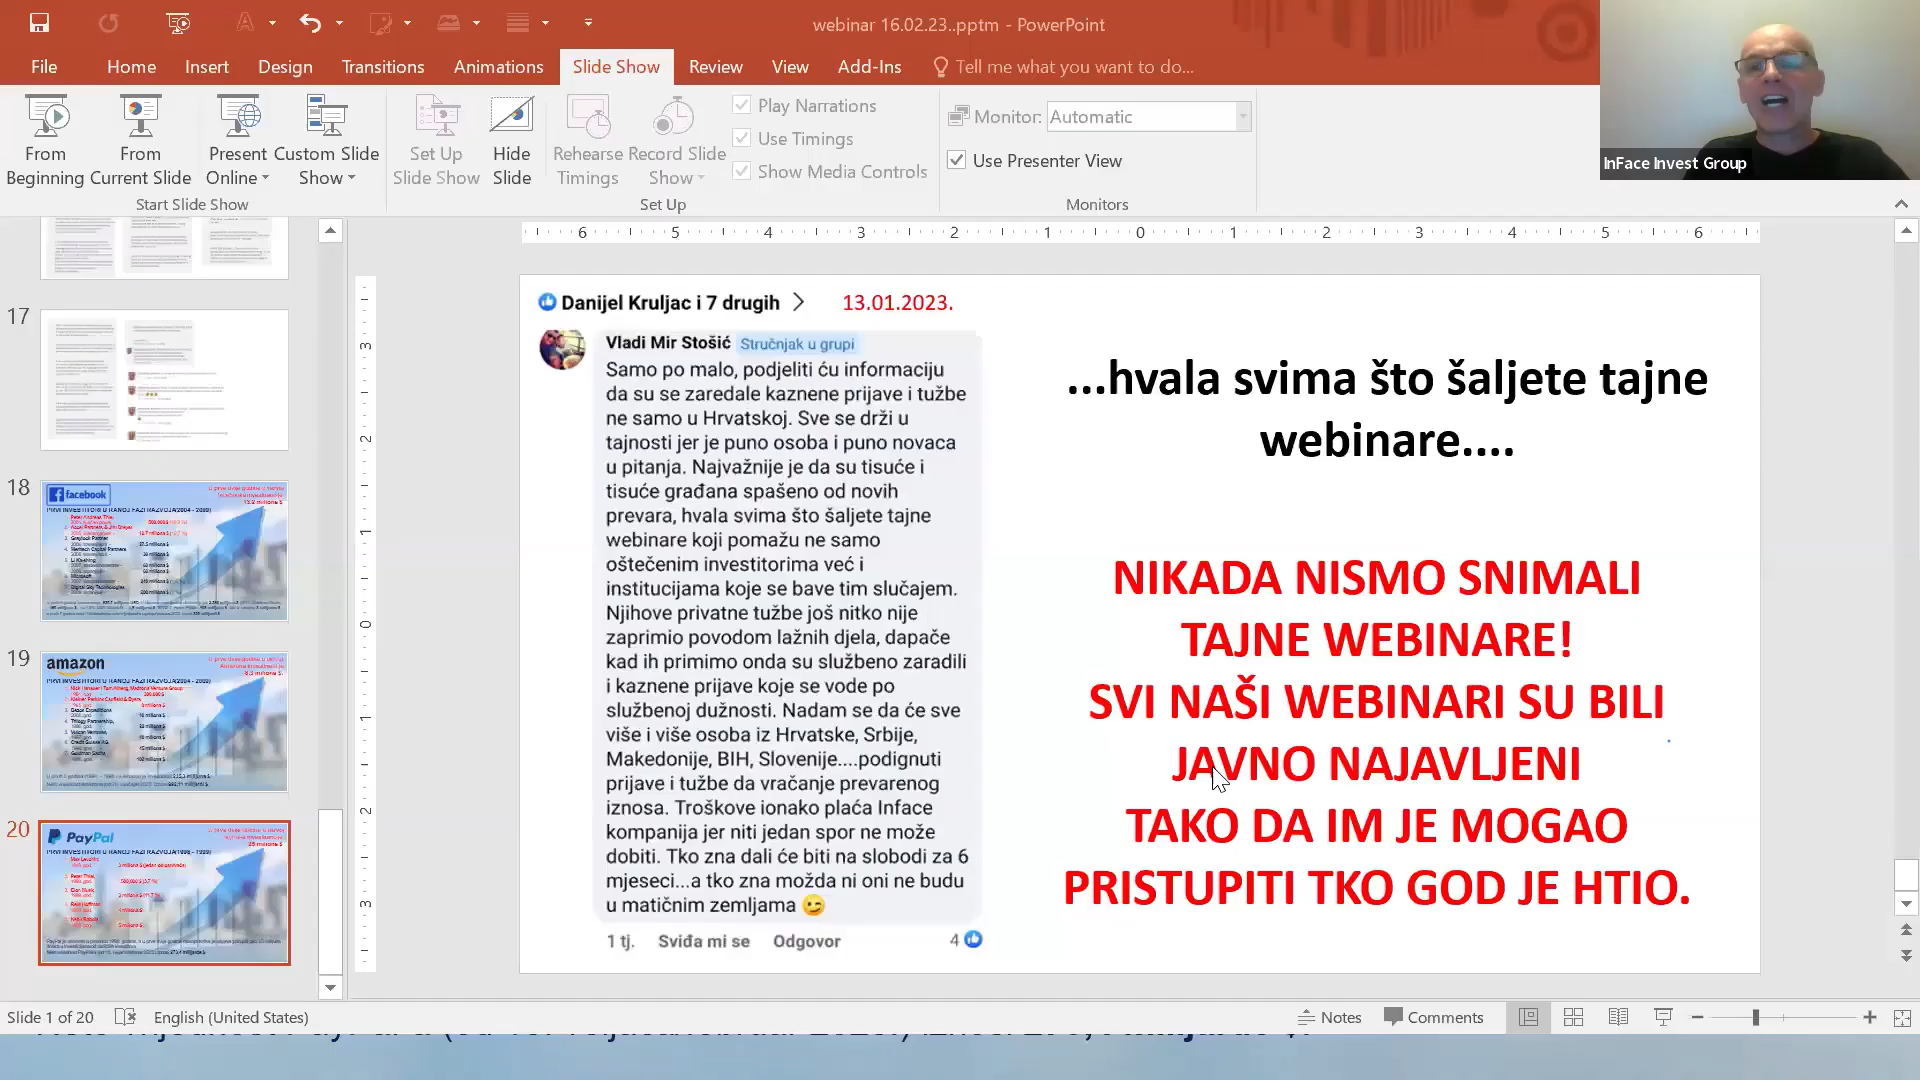 webinar 16.02.23..pptm - PowerPoint
File Home Insert Design Transitions Animations Slide Show Review View Add-Ins Tell me what you want to do...
From Beginning
From Current Slide
Present Online
Custom Slide Show
Set Up Slide Show
Hide Slide
Rehearse Timings
Record Slide Show
Play Narrations
Use Timings
Show Media Controls
Monitor: Automatic
Use Presenter View
Start Slide Show
Set Up
Monitors
InFace Invest Group
17
18
facebook
19
amazon
20
PayPal
Danijel Kruljac i 7 drugih
13.01.2023.
Vladi Mir Stošić Stručnjak u grupi
Samo po malo, podjeliti ću informaciju
da su se zaredale kaznene prijave i tužbe
ne samo u Hrvatskoj. Sve se drži u
tajnosti jer je puno osoba i puno novaca
u pitanja. Najvažnije je da su tisuće i
tisuće građana spašeno od novih
prevara, hvala svima što šaljete tajne
webinare koji pomažu ne samo
oštečenim investitorima već i
institucijama koje se bave tim slučajem.
Njihove privatne tužbe još nitko nije
zaprimio povodom lažnih djela, dapače
kad ih primimo onda su službeno zaradili
i kaznene prijave koje se vode po
službenoj dužnosti. Nadam se da će sve
više i više osoba iz Hrvatske, Srbije,
Makedonije, BIH, Slovenije....podignuti
prijave i tužbe da vračanje prevarenog
iznosa. Troškove ionako plaća Inface
kompanija jer niti jedan spor ne može
dobiti. Tko zna dali će biti na slobodi za 6
mjeseci...a tko zna možda ni oni ne budu
u matičnim zemljama
1 tj. Sviđa mi se Odgovor 4
...hvala svima što šaljete tajne
webinare....
NIKADA NISMO SNIMALI
TAJNE WEBINARE!
SVI NAŠI WEBINARI SU BILI
JAVNO NAJAVLJENI
TAKO DA IM JE MOGAO
PRISTUPITI TKO GOD JE HTIO.
Slide 1 of 20 English (United States) Notes Comments